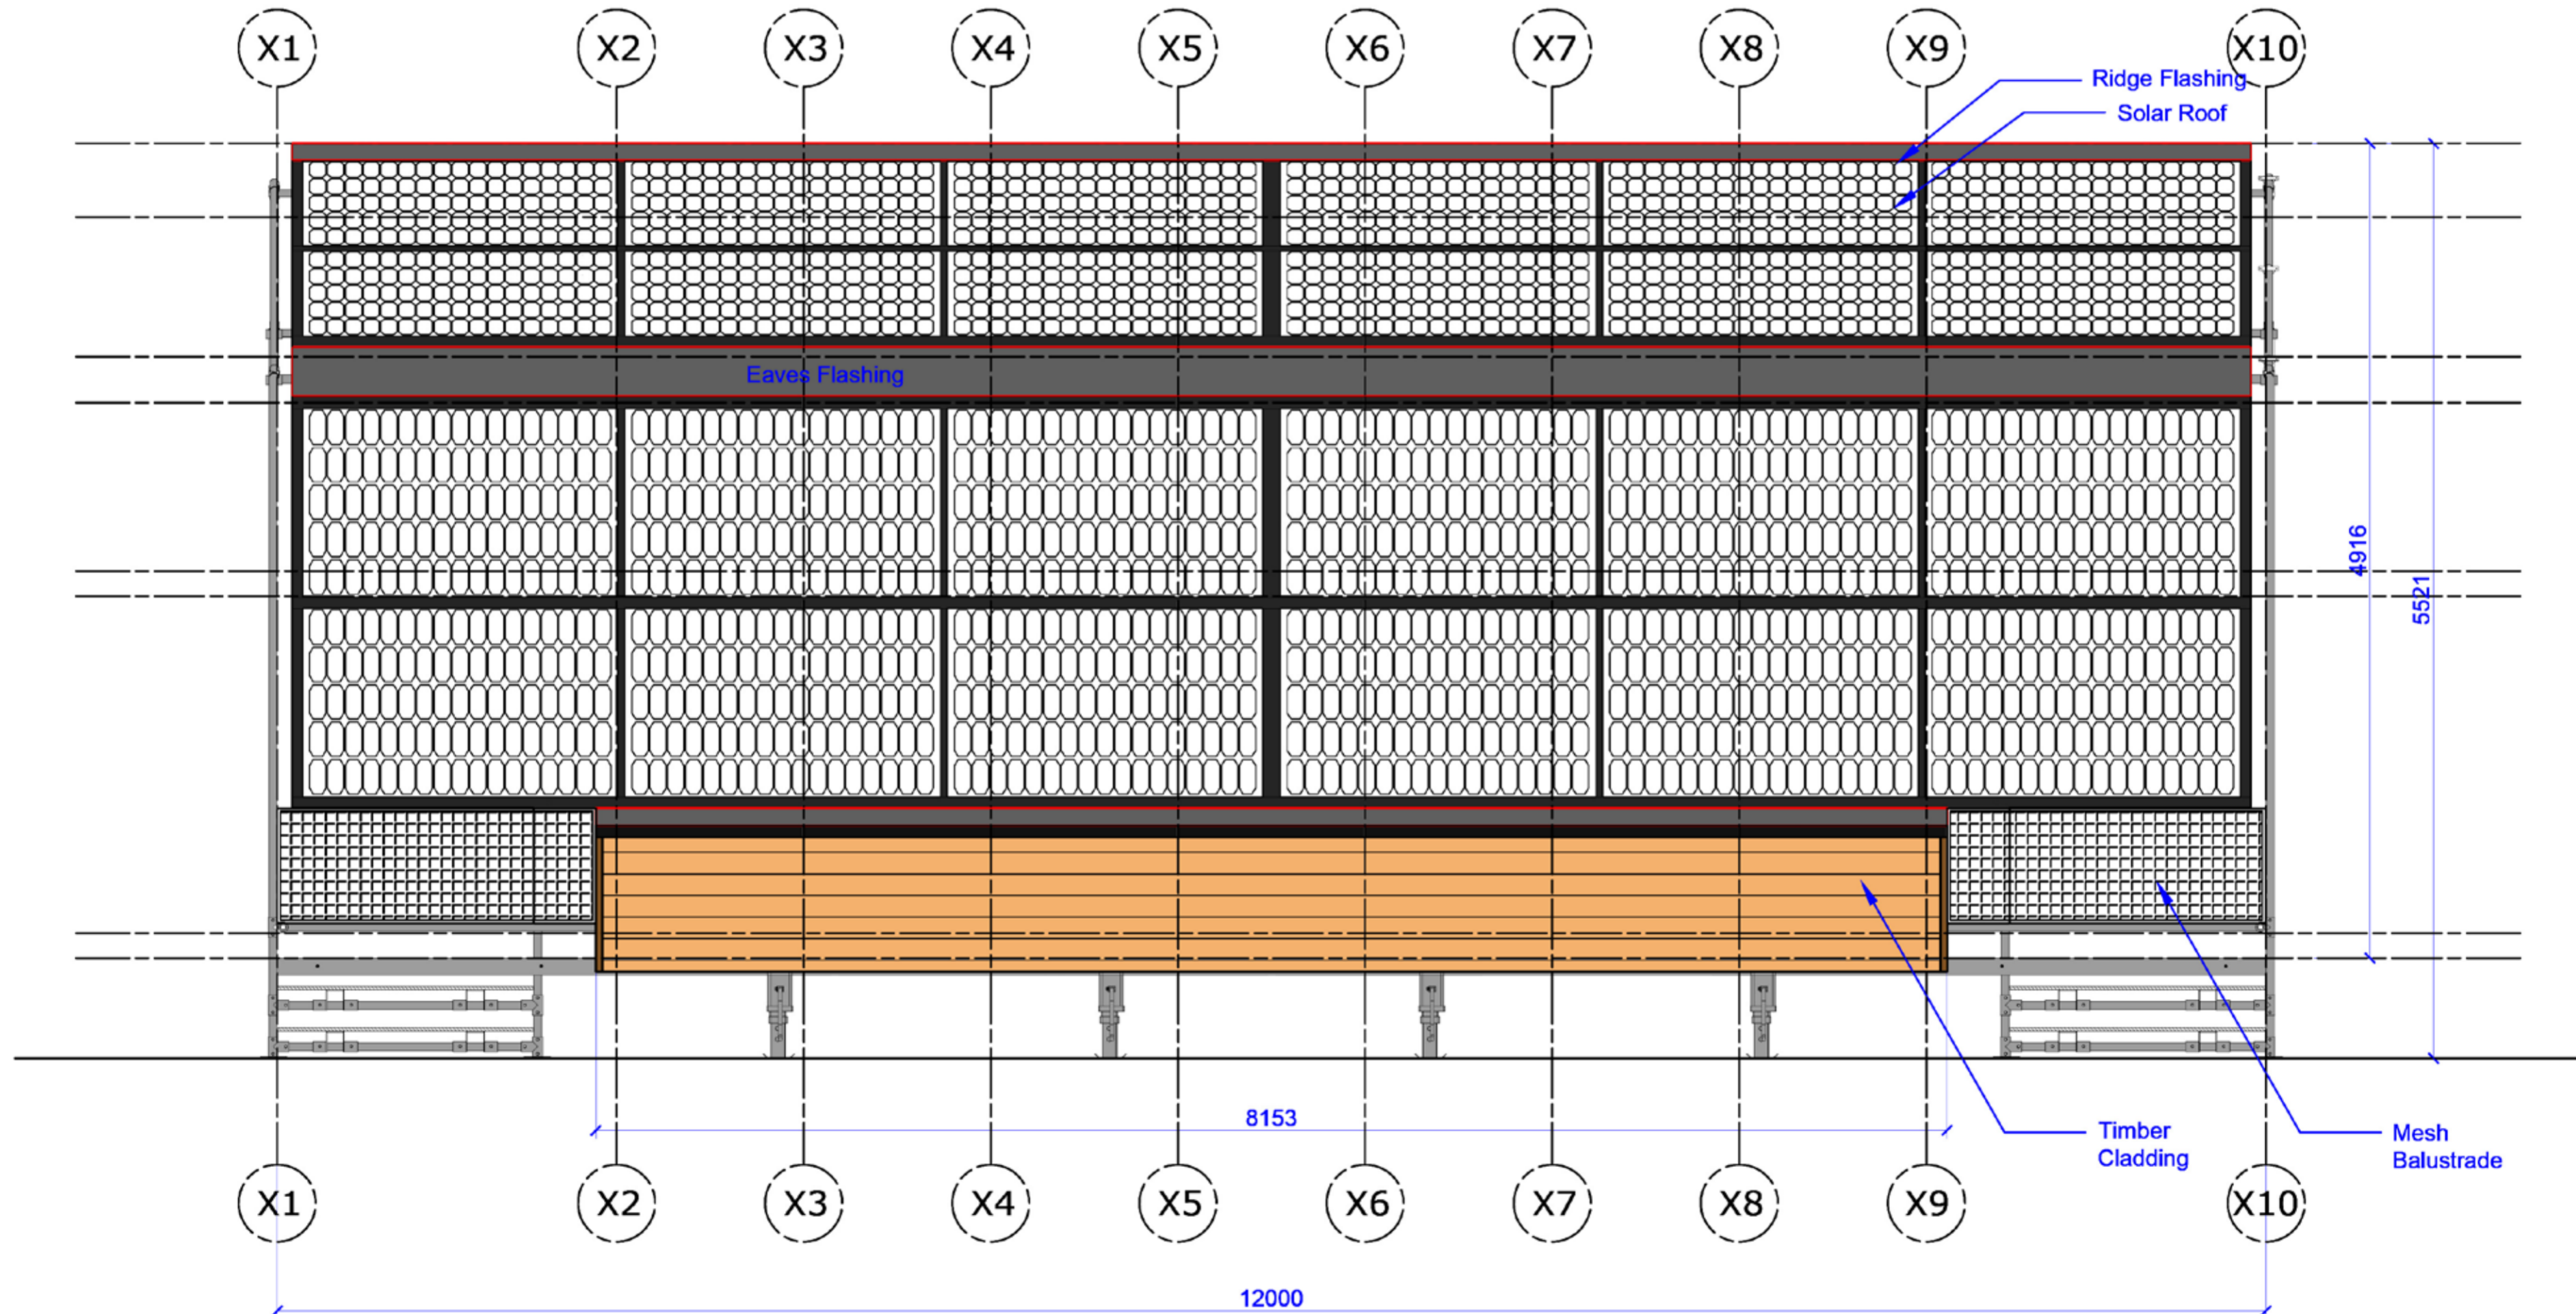 X1 X2 X3 X4 X5 X6 X7 X8 X9 X10
Ridge Flashing
Solar Roof
Eaves Flashing
4916
5521
8153
Timber
Cladding
Mesh
Balustrade
X1 X2 X3 X4 X5 X6 X7 X8 X9 X10
12000